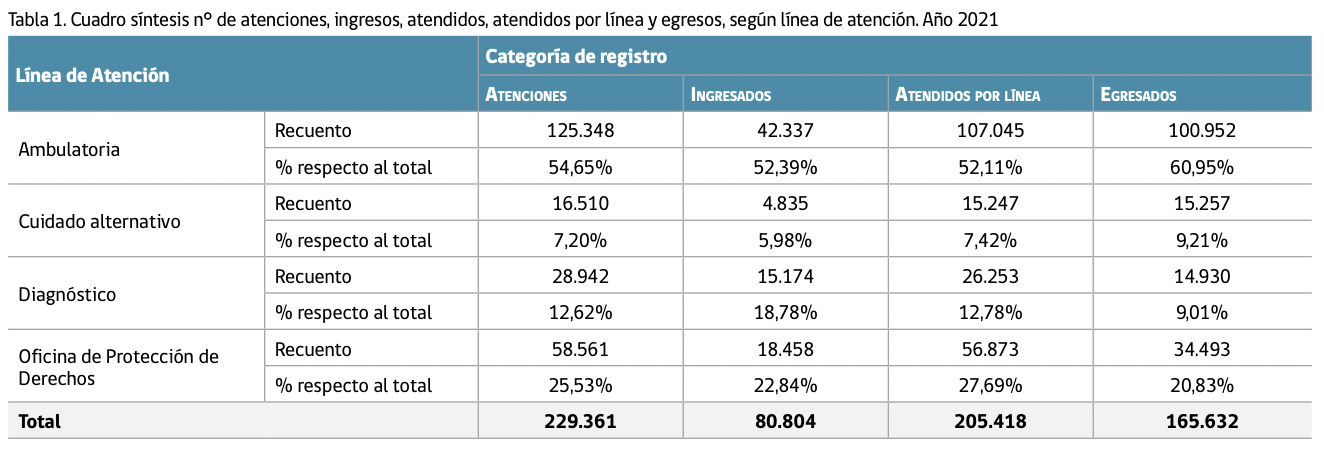 Tabla 1. Cuadro síntesis n° de atenciones, ingresos, atendidos, atendidos por línea y egresos, según línea de atención. Año 2021
Línea de Atención
Categoría de registro
Atenciones Ingresados Atendidos por línea Egresados
Ambulatoria
Recuento 125.348 42.337 107.045 100.952
% respecto al total 54,65% 52,39% 52,11% 60,95%
Cuidado alternativo
Recuento 16.510 4.835 15.247 15.257
% respecto al total 7,20% 5,98% 7,42% 9,21%
Diagnóstico
Recuento 28.942 15.174 26.253 14.930
% respecto al total 12,62% 18,78% 12,78% 9,01%
Oficina de Protección de
Derechos
Recuento 58.561 18.458 56.873 34.493
% respecto al total 25,53% 22,84% 27,69% 20,83%
Total 229.361 80.804 205.418 165.632